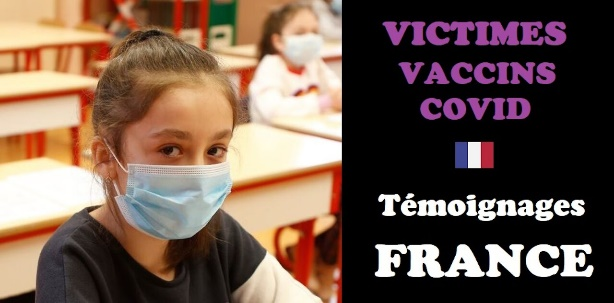 VICTIMES
VACCINS
COVID
Témoignages
FRANCE